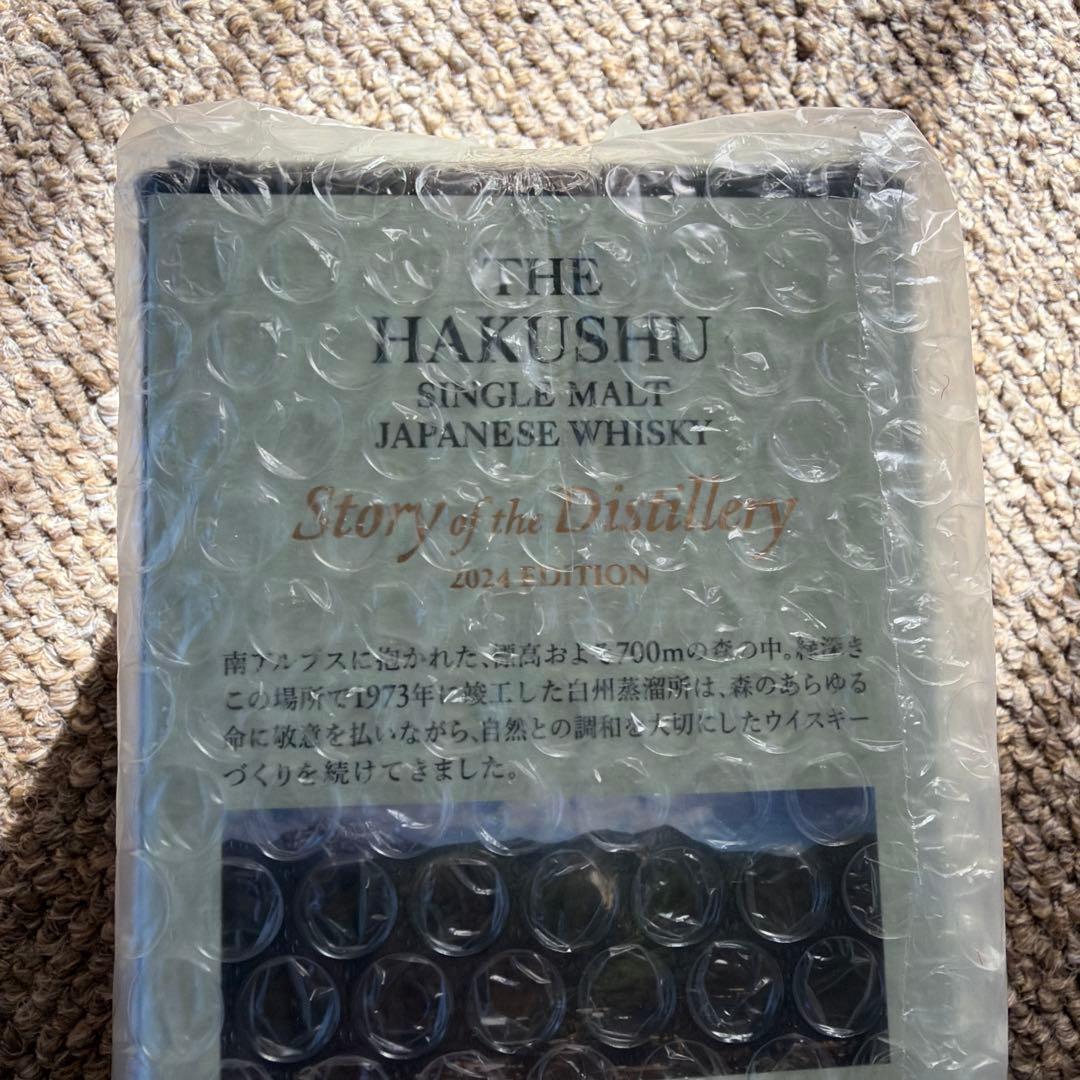 THE
HAKUSHU
SINGLE MALT
JAPANESE WHISKY
Story of the Distillery
2024 EDITION
南アルプスに抱かれた、標高およそ700mの森の中。緑深き
この場所で1973年に竣工した白州蒸溜所は、森のあらゆる
命に敬意を払いながら、自然との調和を大切にしたウイスキー
づくりを続けてきました。